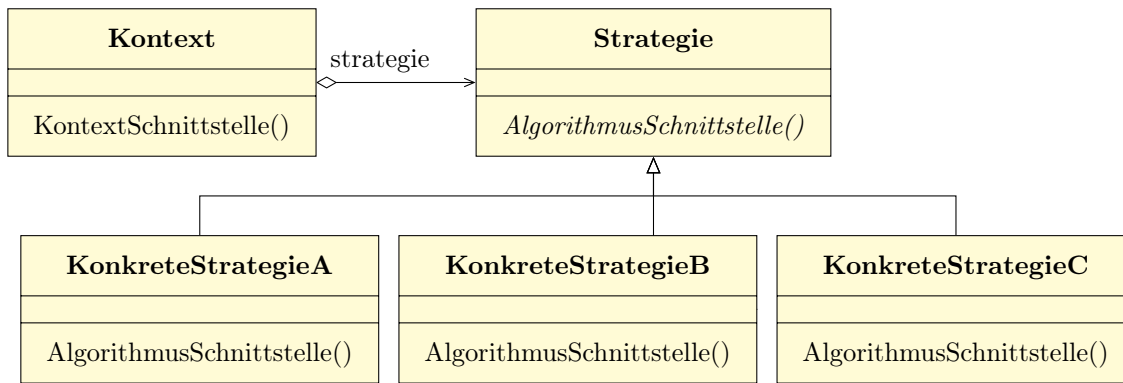 Kontext
strategie
Strategie
KontextSchnittstelle()
AlgorithmusSchnittstelle()
KonkreteStrategieA
KonkreteStrategieB
KonkreteStrategieC
AlgorithmusSchnittstelle()
AlgorithmusSchnittstelle()
AlgorithmusSchnittstelle()